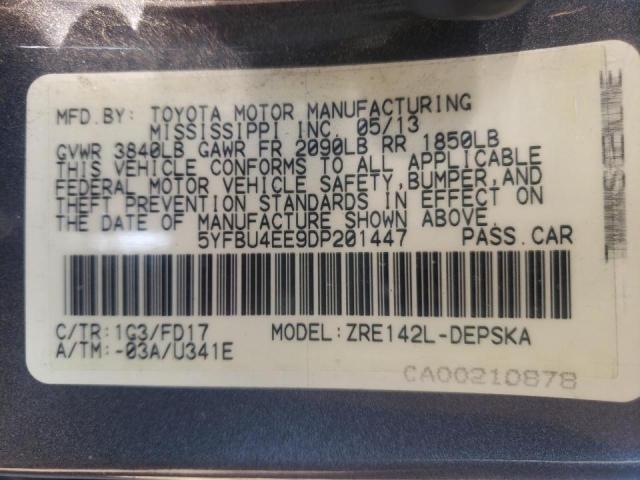 MFD.BY: TOYOTA MOTOR MANUFACTURING
MISSISSIPPI INC. 05/13
GVWR 3840LB GAWR FR 2090LB RR 1850LB
THIS VEHICLE CONFORMS TO ALL APPLICABLE
FEDERAL MOTOR VEHICLE SAFETY,BUMPER,AND
THEFT PREVENTION STANDARDS IN EFFECT ON
THE DATE OF MANUFACTURE SHOWN ABOVE.
5YFBU4EE9DP201447 PASS.CAR
C/TR:1G3/FD17 MODEL:ZRE142L-DEPSKA
A/TM:-03A/U341E
CA00210878